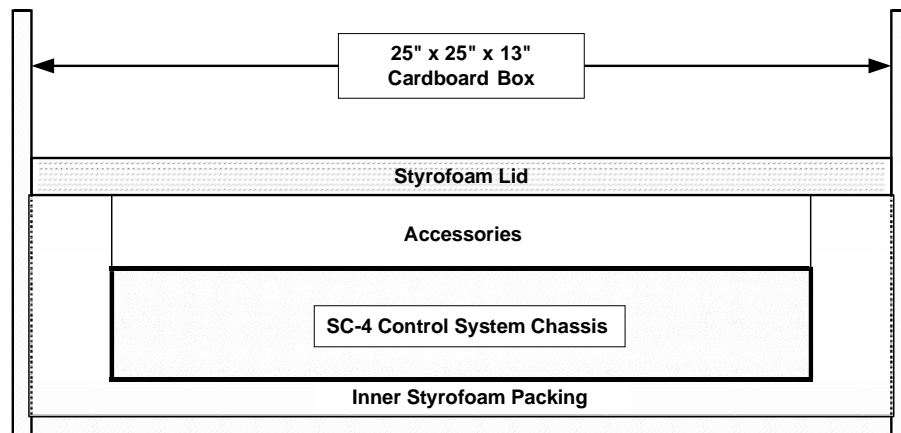 25" x 25" x 13"
Cardboard Box
Styrofoam Lid
Accessories
SC-4 Control System Chassis
Inner Styrofoam Packing